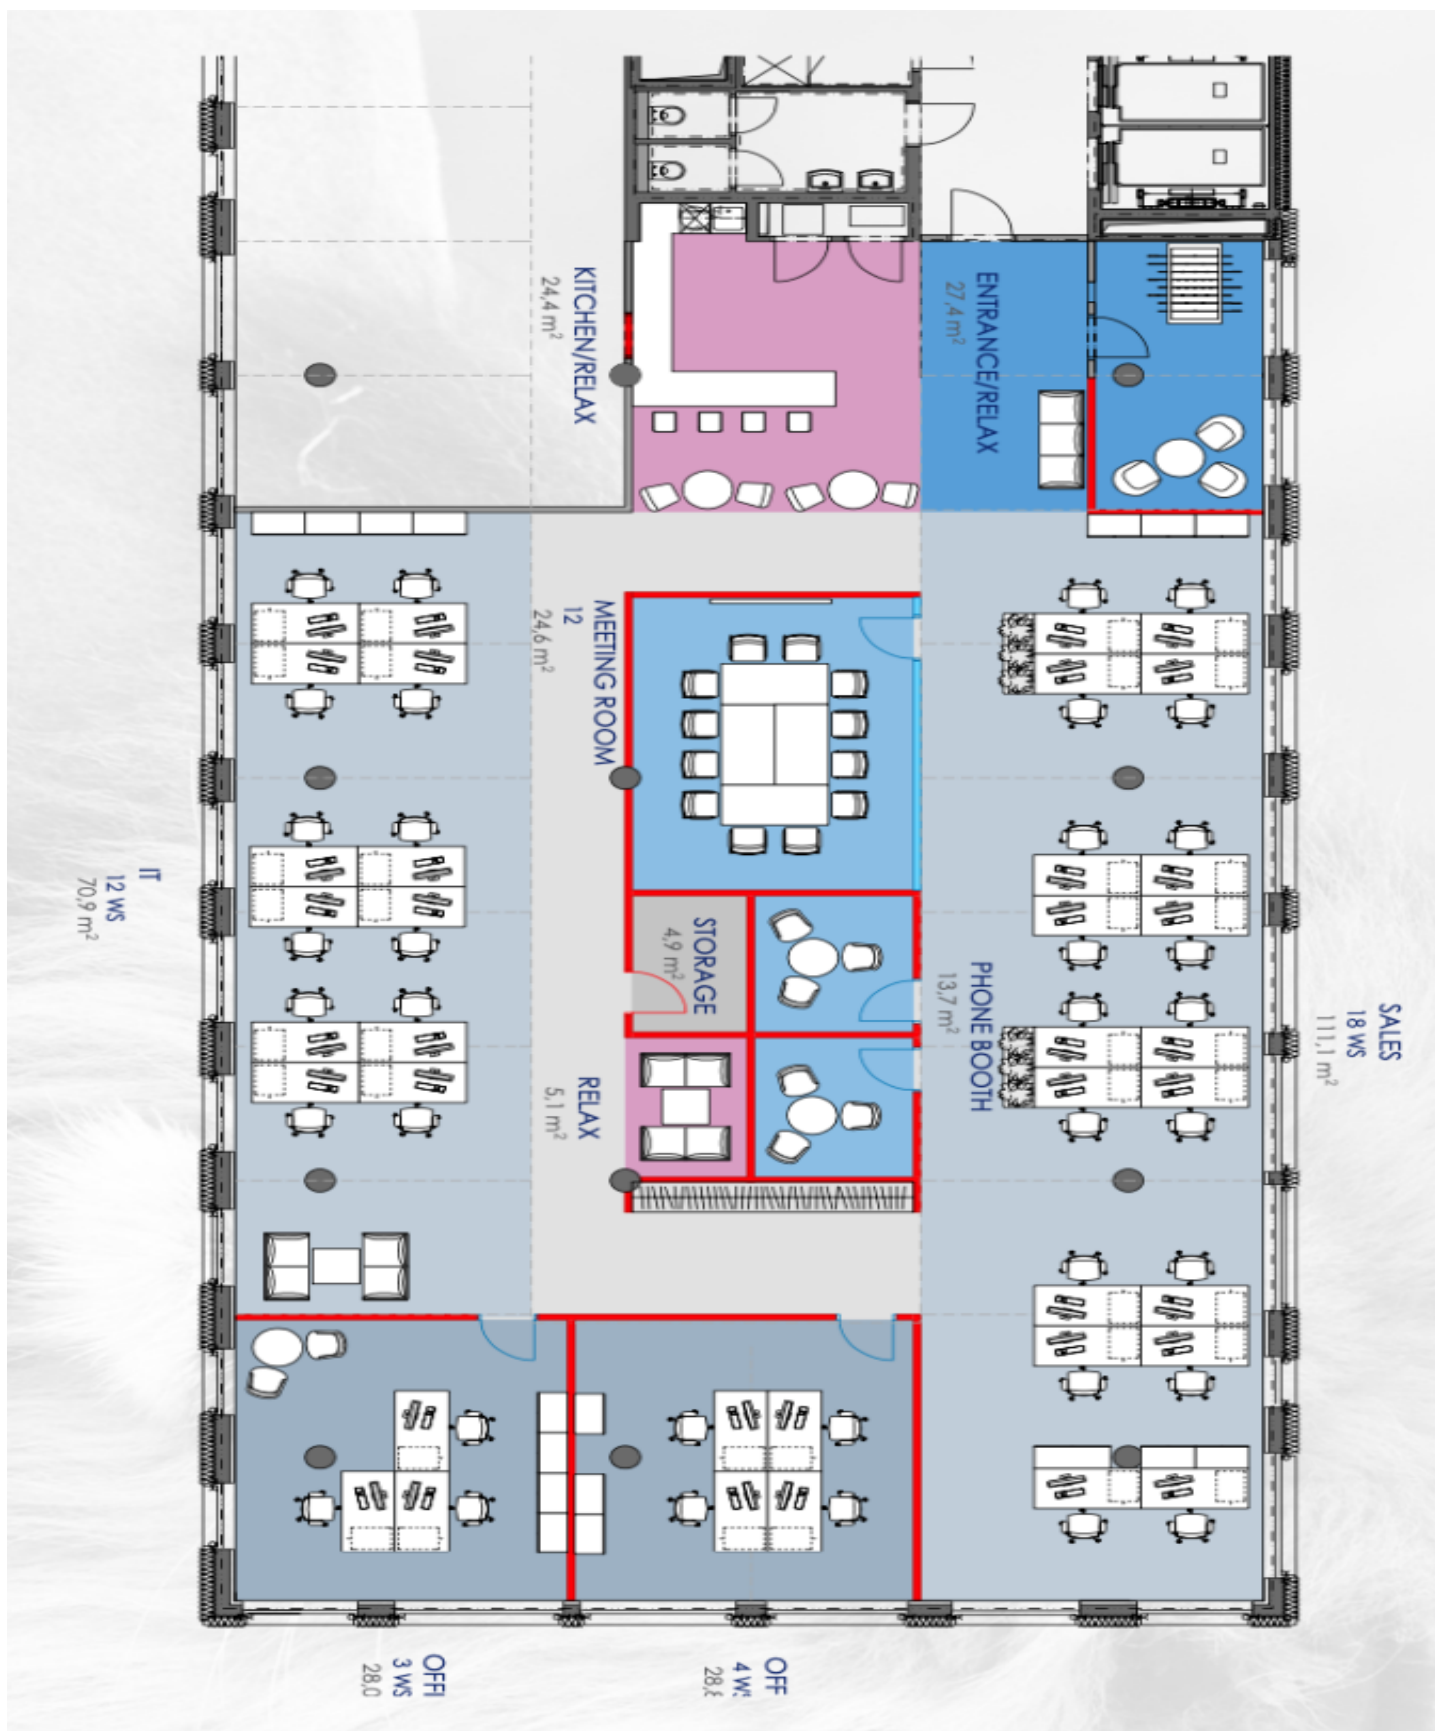 KITCHEN/RELAX
24,4 m²
ENTRANCE/RELAX
27,4 m²
MEETING ROOM
12
24,6 m²
STORAGE
4,9 m²
PHONE BOOTH
13,7 m²
RELAX
5,1 m²
IT
12 WS
70,9 m²
SALES
18 WS
111,1 m²
OFFI
3 WS
28,0
OFF
4 W
28,